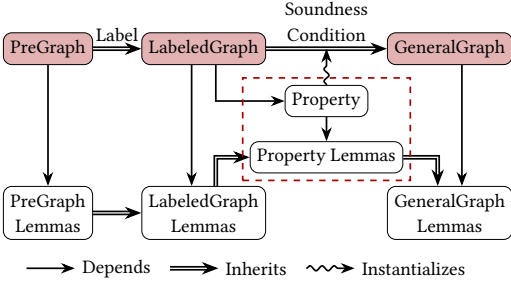 Soundness
Condition
PreGraph
Label
LabeledGraph
GeneralGraph
Property
Property Lemmas
PreGraph
Lemmas
LabeledGraph
Lemmas
GeneralGraph
Lemmas
Depends
Inherits
Instantializes